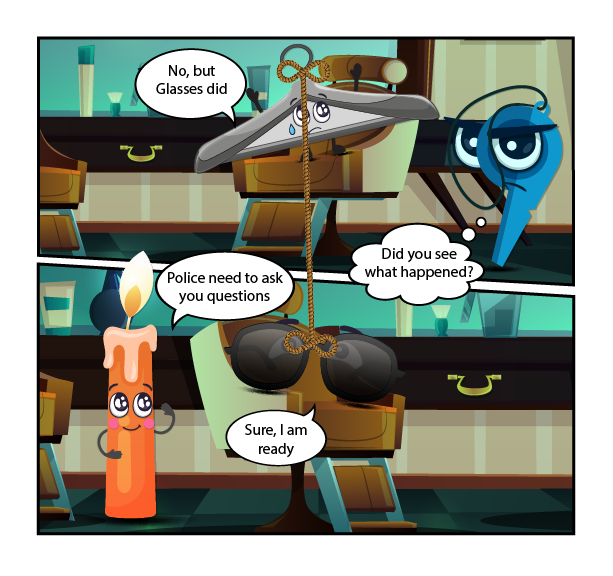 No, but
Glasses did
Did you see
what happened?
Police need to ask
you questions
Sure, I am
ready